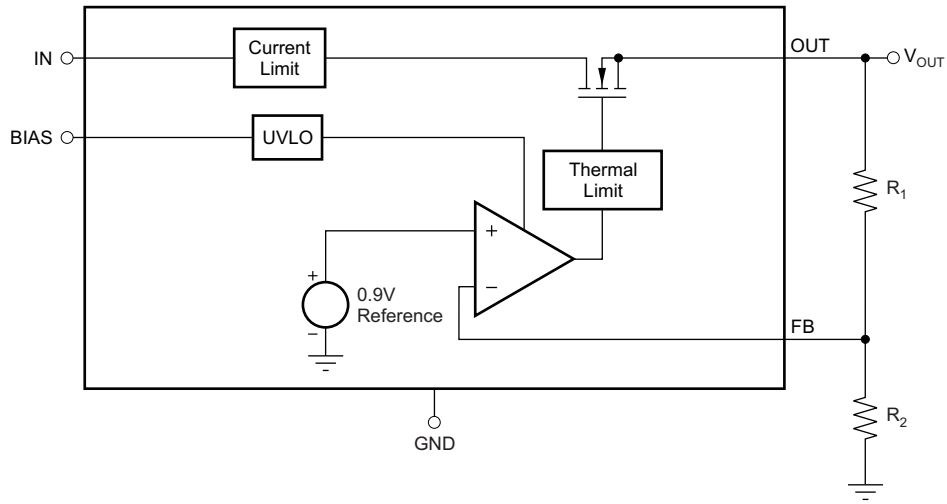 IN
Current
Limit
OUT
V_OUT
BIAS
UVLO
Thermal
Limit
R_1
+
−
+
−
0.9V
Reference
FB
R_2
GND